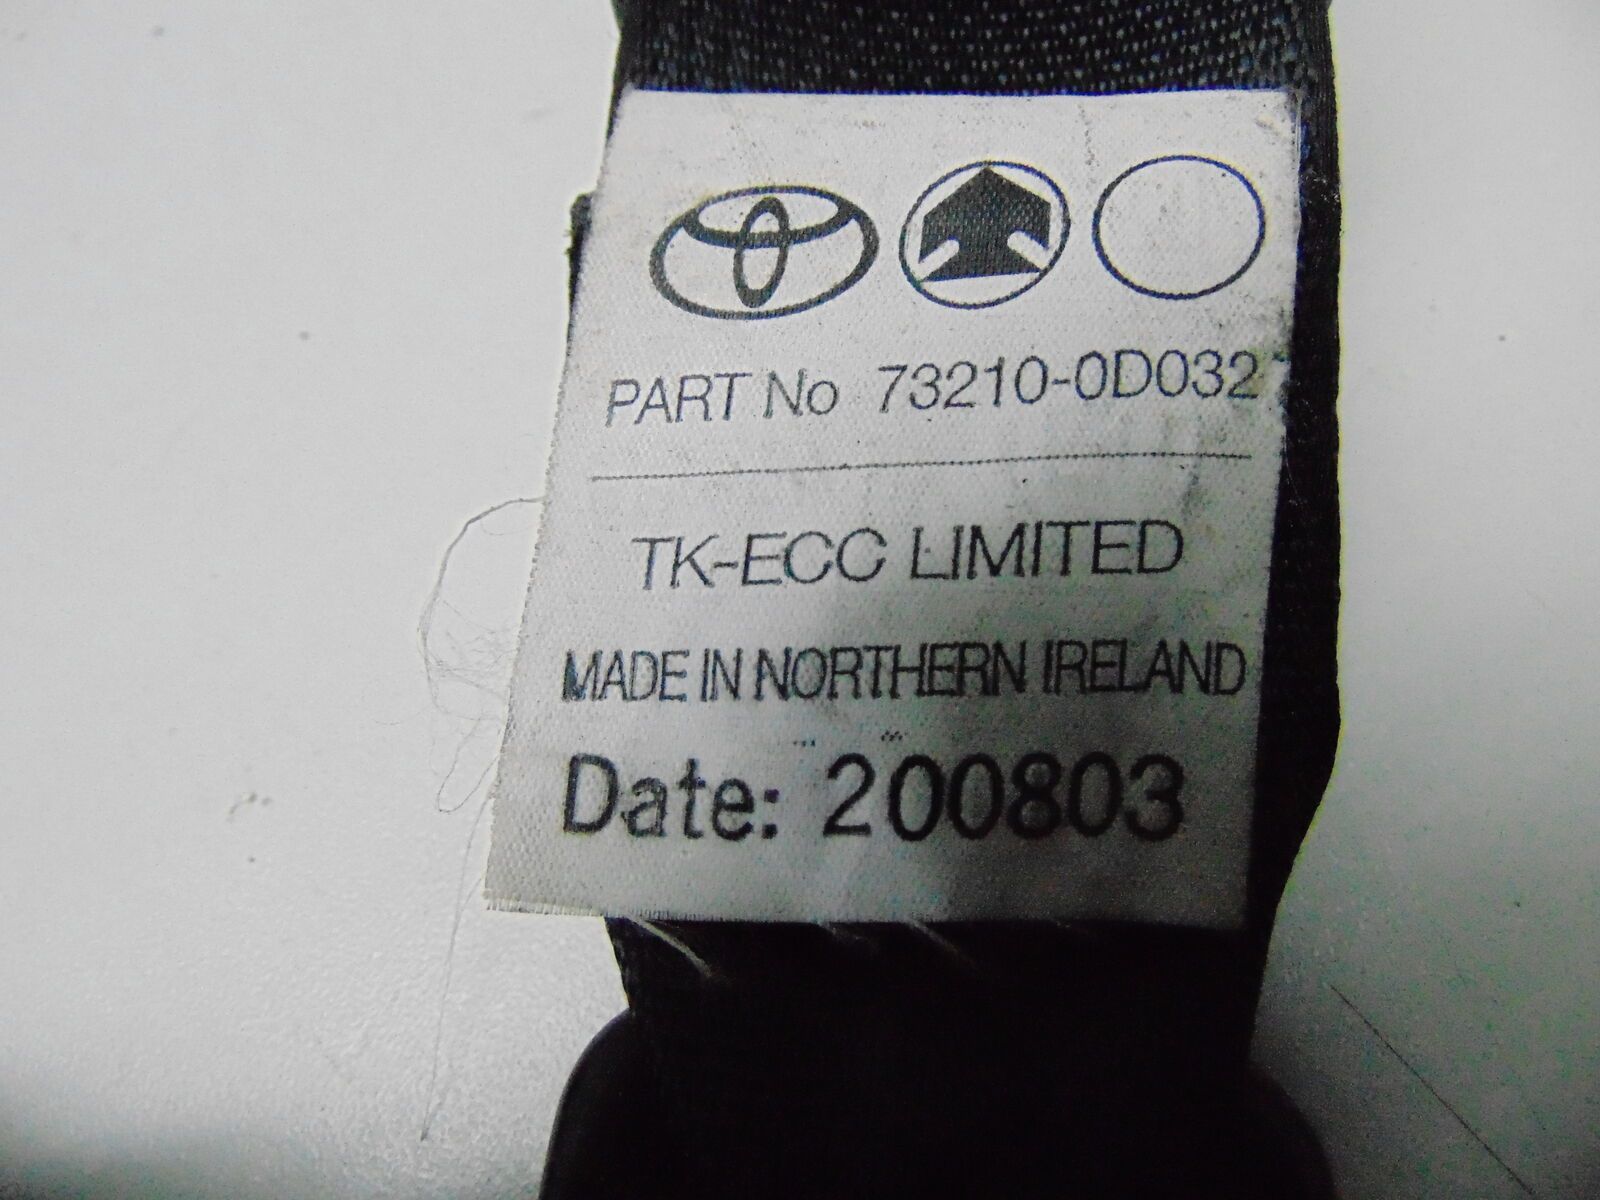 PART No 73210-0D032
TK-ECC LIMITED
MADE IN NORTHERN IRELAND
Date: 200803